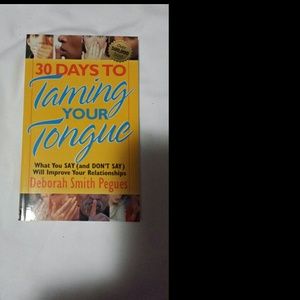 30 DAYS TO
Taming
YOUR
Tongue
What You SAY (and DON'T SAY)
Will Improve Your Relationships
Deborah Smith Pegues